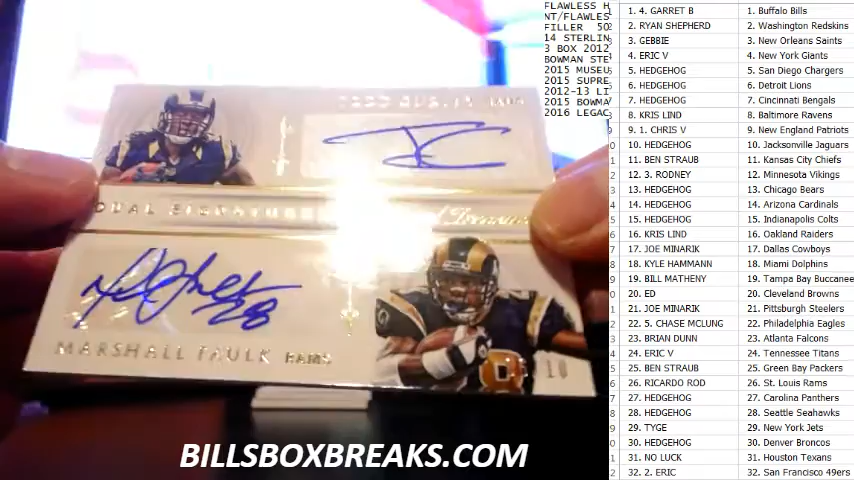 FLAWLESS H
NT/FLAWLES
FILLER 50
14 STERLIN
3 BOX 2012
BOWMAN STE
2015 MUSEU
2015 SUPRE
2012-13 LI
2015 BOWMA
2016 LEGAC
DUAL SIGNATURE
MARSHALL FAULK RAMS
28
10
BILLSBOXBREAKS.COM
1. 4. GARRET B 1. Buffalo Bills
2. RYAN SHEPHERD 2. Washington Redskins
3. GEBBIE 3. New Orleans Saints
4. ERIC V 4. New York Giants
5. HEDGEHOG 5. San Diego Chargers
6. HEDGEHOG 6. Detroit Lions
7. HEDGEHOG 7. Cincinnati Bengals
8. KRIS LIND 8. Baltimore Ravens
9. 1. CHRIS V 9. New England Patriots
10. HEDGEHOG 10. Jacksonville Jaguars
11. BEN STRAUB 11. Kansas City Chiefs
12. 3. RODNEY 12. Minnesota Vikings
13. HEDGEHOG 13. Chicago Bears
14. HEDGEHOG 14. Arizona Cardinals
15. HEDGEHOG 15. Indianapolis Colts
16. KRIS LIND 16. Oakland Raiders
17. JOE MINARIK 17. Dallas Cowboys
18. KYLE HAMMANN 18. Miami Dolphins
19. BILL MATHENY 19. Tampa Bay Buccanee
20. ED 20. Cleveland Browns
21. JOE MINARIK 21. Pittsburgh Steelers
22. 5. CHASE MCLUNG 22. Philadelphia Eagles
23. BRIAN DUNN 23. Atlanta Falcons
24. ERIC V 24. Tennessee Titans
25. BEN STRAUB 25. Green Bay Packers
26. RICARDO ROD 26. St. Louis Rams
27. HEDGEHOG 27. Carolina Panthers
28. HEDGEHOG 28. Seattle Seahawks
29. TYGE 29. New York Jets
30. HEDGEHOG 30. Denver Broncos
31. NO LUCK 31. Houston Texans
32. 2. ERIC 32. San Francisco 49ers